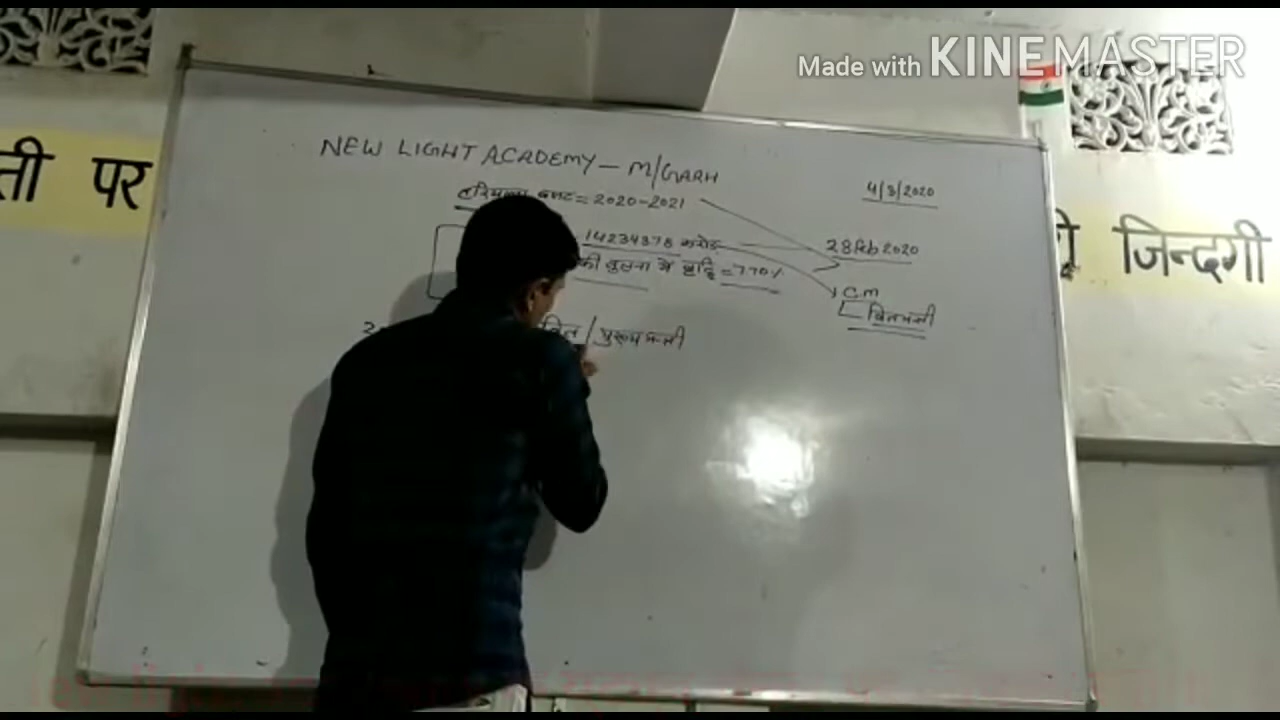 Made with KINEMASTER
ती पर
NEW LIGHT ACADEMY – M/GARH
4/3/2020
हरियाणा बजट = 2020-2021
14234378 करोड़
28 Feb 2020
की तुलना में वृद्धि = 7.70%
CM
वितमंत्री
वित / मुख्यमंत्री
जिन्दगी